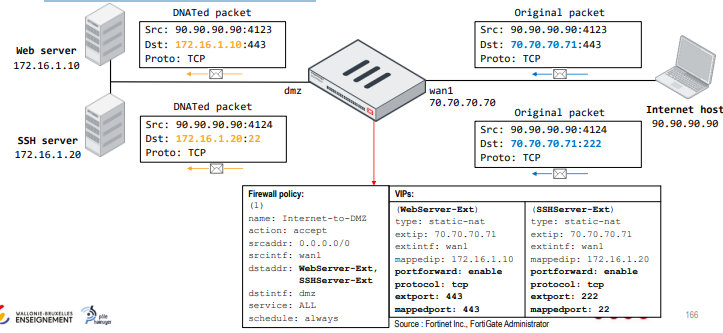 DNATed packet
Src: 90.90.90.90:4123
Dst: 172.16.1.10:443
Proto: TCP
Original packet
Src: 90.90.90.90:4123
Dst: 70.70.70.71:443
Proto: TCP
Web server
172.16.1.10
dmz
wan1
70.70.70.70
Internet host
90.90.90.90
DNATed packet
Src: 90.90.90.90:4124
Dst: 172.16.1.20:22
Proto: TCP
Original packet
Src: 90.90.90.90:4124
Dst: 70.70.70.71:222
Proto: TCP
SSH server
172.16.1.20
Firewall policy:
(1)
name: Internet-to-DMZ
action: accept
srcaddr: 0.0.0.0/0
srcintf: wan1
dstaddr: WebServer-Ext,
SSHServer-Ext
dstintf: dmz
service: ALL
schedule: always
VIPs:
(WebServer-Ext)
type: static-nat
extip: 70.70.70.71
extintf: wan1
mappedip: 172.16.1.10
portforward: enable
protocol: tcp
extport: 443
mappedport: 443
(SSHServer-Ext)
type: static-nat
extip: 70.70.70.71
extintf: wan1
mappedip: 172.16.1.20
portforward: enable
protocol: tcp
extport: 222
mappedport: 22
WALLONIE-BRUXELLES
ENSEIGNEMENT
pôle
hainuyer
Source : Fortinet Inc., FortiGate Administrator
166